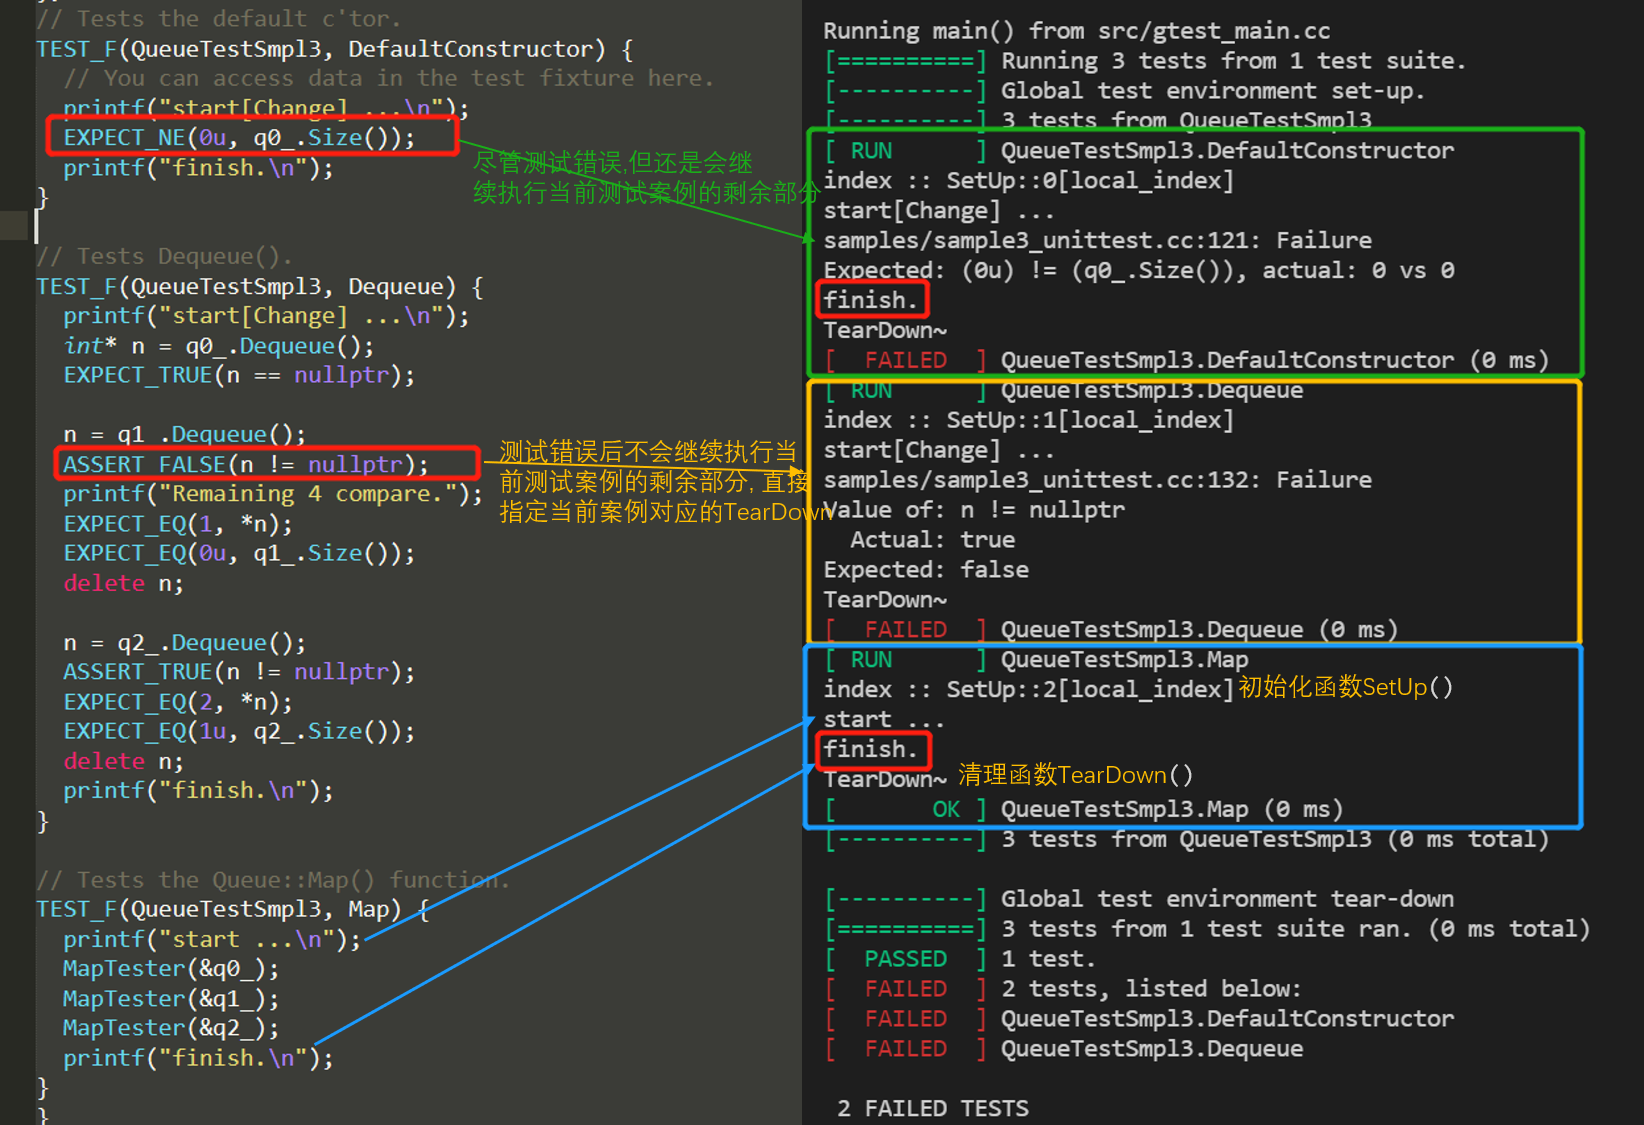 // Tests the default c'tor.
TEST_F(QueueTestSmpl3, DefaultConstructor) {
// You can access data in the test fixture here.
printf("start[Change] ...\n");
EXPECT_NE(0u, q0_.Size());
printf("finish.\n");
}
尽管测试错误,但还是会继
续执行当前测试案例的剩余部分
// Tests Dequeue().
TEST_F(QueueTestSmpl3, Dequeue) {
printf("start[Change] ...\n");
int* n = q0_.Dequeue();
EXPECT_TRUE(n == nullptr);
n = q1_.Dequeue();
ASSERT_FALSE(n != nullptr);
printf("Remaining 4 compare.");
EXPECT_EQ(1, *n);
EXPECT_EQ(0u, q1_.Size());
delete n;
测试错误后不会继续执行当
前测试案例的剩余部分, 直接
指定当前案例对应的TearDown
n = q2_.Dequeue();
ASSERT_TRUE(n != nullptr);
EXPECT_EQ(2, *n);
EXPECT_EQ(1u, q2_.Size());
delete n;
printf("finish.\n");
}
// Tests the Queue::Map() function.
TEST_F(QueueTestSmpl3, Map) {
printf("start ...\n");
MapTester(&q0_);
MapTester(&q1_);
MapTester(&q2_);
printf("finish.\n");
}
}
Running main() from src/gtest_main.cc
[==========] Running 3 tests from 1 test suite.
[----------] Global test environment set-up.
[----------] 3 tests from QueueTestSmpl3
[ RUN      ] QueueTestSmpl3.DefaultConstructor
index :: SetUp::0[local_index]
start[Change] ...
samples/sample3_unittest.cc:121: Failure
Expected: (0u) != (q0_.Size()), actual: 0 vs 0
finish.
TearDown~
[  FAILED  ] QueueTestSmpl3.DefaultConstructor (0 ms)
[ RUN      ] QueueTestSmpl3.Dequeue
index :: SetUp::1[local_index]
start[Change] ...
samples/sample3_unittest.cc:132: Failure
Value of: n != nullptr
Actual: true
Expected: false
TearDown~
[  FAILED  ] QueueTestSmpl3.Dequeue (0 ms)
[ RUN      ] QueueTestSmpl3.Map
index :: SetUp::2[local_index] 初始化函数SetUp()
start ...
finish.
TearDown~ 清理函数TearDown()
[       OK ] QueueTestSmpl3.Map (0 ms)
[----------] 3 tests from QueueTestSmpl3 (0 ms total)
[----------] Global test environment tear-down
[==========] 3 tests from 1 test suite ran. (0 ms total)
[  PASSED  ] 1 test.
[  FAILED  ] 2 tests, listed below:
[  FAILED  ] QueueTestSmpl3.DefaultConstructor
[  FAILED  ] QueueTestSmpl3.Dequeue
2 FAILED TESTS